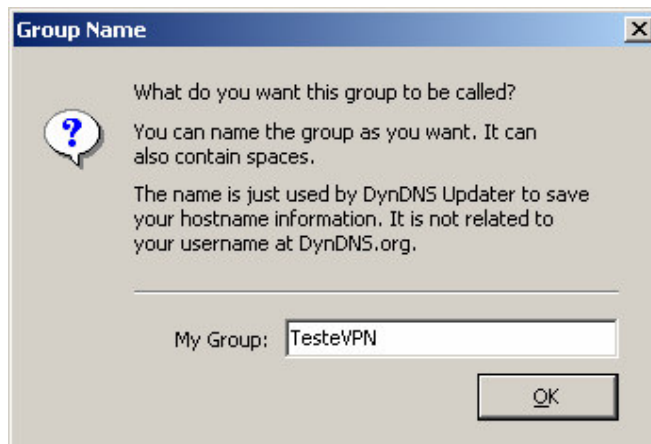 Group Name
What do you want this group to be called?
You can name the group as you want. It can
also contain spaces.
The name is just used by DynDNS Updater to save
your hostname information. It is not related to
your username at DynDNS.org.
My Group: TesteVPN
OK